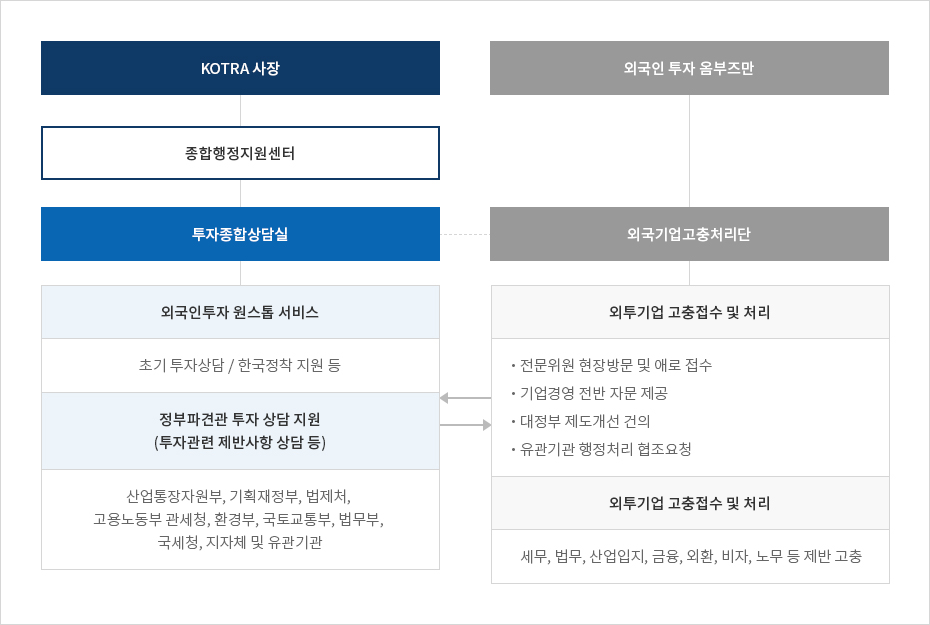 KOTRA 사장
종합행정지원센터
투자종합상담실
외국인투자 원스톱 서비스
초기 투자상담 / 한국정착 지원 등
정부파견관 투자 상담 지원
(투자관련 제반사항 상담 등)
산업통장자원부, 기획재정부, 법제처,
고용노동부 관세청, 환경부, 국토교통부, 법무부,
국세청, 지자체 및 유관기관
외국인 투자 옴부즈만
외국기업고충처리단
외투기업 고충접수 및 처리
• 전문위원 현장방문 및 애로 접수
• 기업경영 전반 자문 제공
• 대정부 제도개선 건의
• 유관기관 행정처리 협조요청
외투기업 고충접수 및 처리
세무, 법무, 산업입지, 금융, 외환, 비자, 노무 등 제반 고충